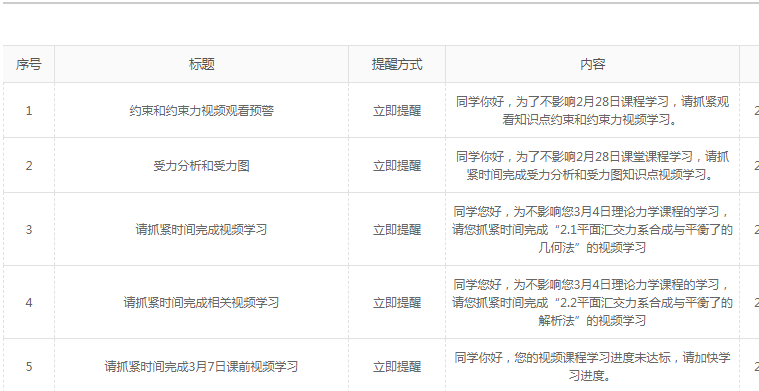 序号 标题 提醒方式 内容
1 约束和约束力视频观看预警 立即提醒 同学你好，为了不影响2月28日课程学习，请抓紧观
看知识点约束和约束力视频学习。 2
2 受力分析和受力图 立即提醒 同学你好，为了不影响2月28日课堂课程学习，请抓
紧时间完成受力分析和受力图知识点视频学习。 2
3 请抓紧时间完成视频学习 立即提醒 同学您好，为不影响您3月4日理论力学课程的学习，
请您抓紧时间完成“2.1平面汇交力系合成与平衡了的
几何法”的视频学习 2
4 请抓紧时间完成相关视频学习 立即提醒 同学您好，为不影响您3月4日理论力学课程的学习，
请您抓紧时间完成“2.2平面汇交力系合成与平衡了的
解析法”的视频学习 2
5 请抓紧时间完成3月7日课前视频学习 立即提醒 同学你好，您的视频课程学习进度未达标，请加快学
习进度。 2